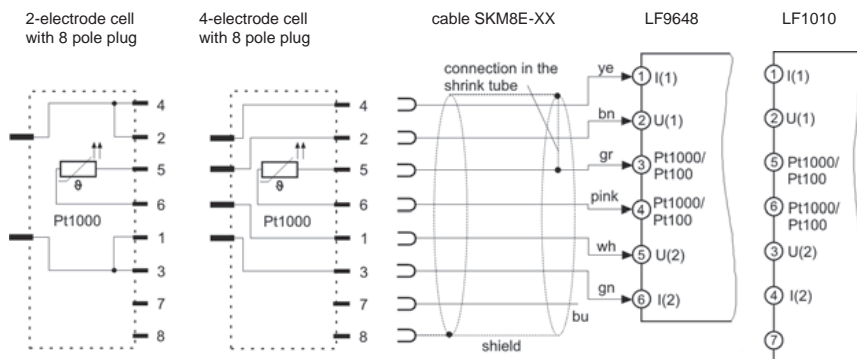 2-electrode cell
with 8 pole plug
4
2
5
6
1
3
7
8
ϑ
Pt1000
4-electrode cell
with 8 pole plug
4
2
5
6
1
3
7
8
ϑ
Pt1000
cable SKM8E-XX
connection in the
shrink tube
ye
bn
gr
pink
wh
gn
bu
shield
LF9648
1 I(1)
2 U(1)
3 Pt1000/
Pt100
4 Pt1000/
Pt100
5 U(2)
6 I(2)
LF1010
1 I(1)
2 U(1)
5 Pt1000/
Pt100
6 Pt1000/
Pt100
3 U(2)
4 I(2)
7